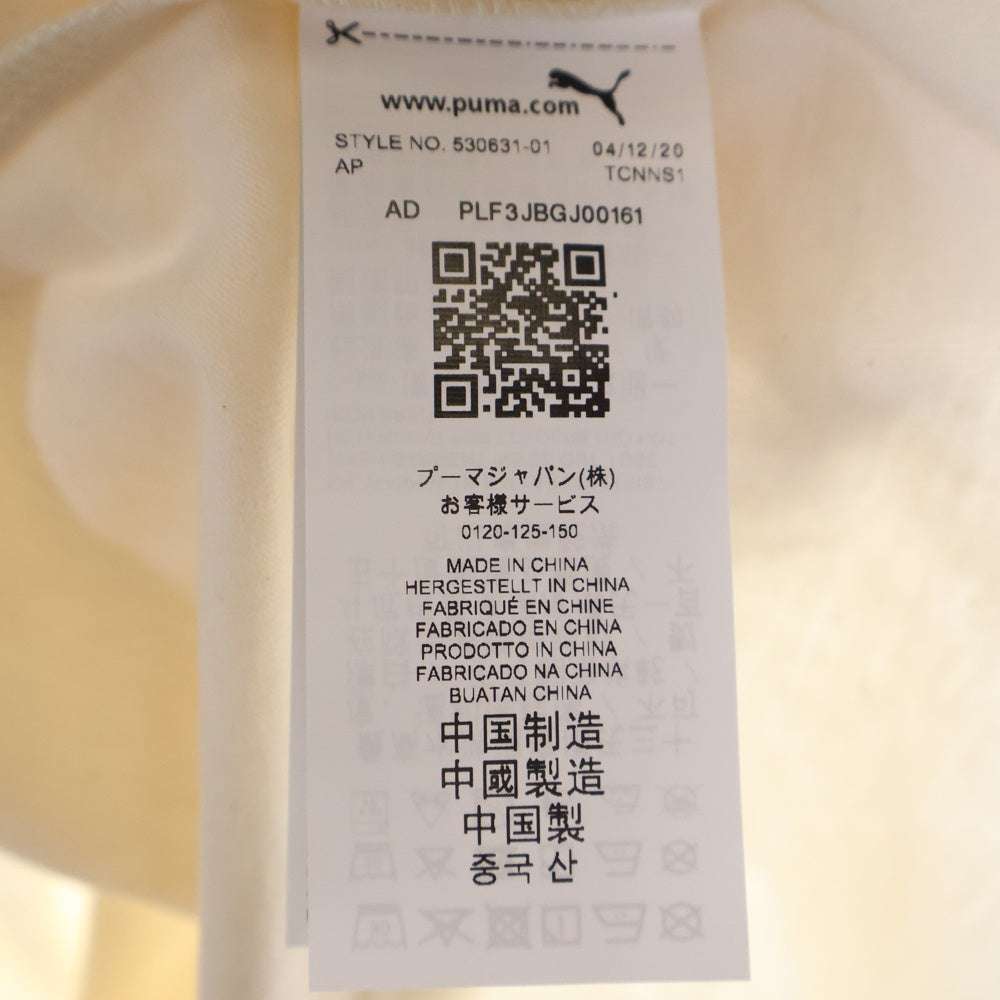 www.puma.com
STYLE NO. 530631-01 04/12/20
AP TCNNS1
AD PLF3JBGJ00161
プーマジャパン(株)
お客様サービス
0120-125-150
MADE IN CHINA
HERGESTELLT IN CHINA
FABRIQUÉ EN CHINE
FABRICADO EN CHINA
PRODOTTO IN CHINA
FABRICADO NA CHINA
BUATAN CHINA
中国制造
中國製造
中国製
중국 산